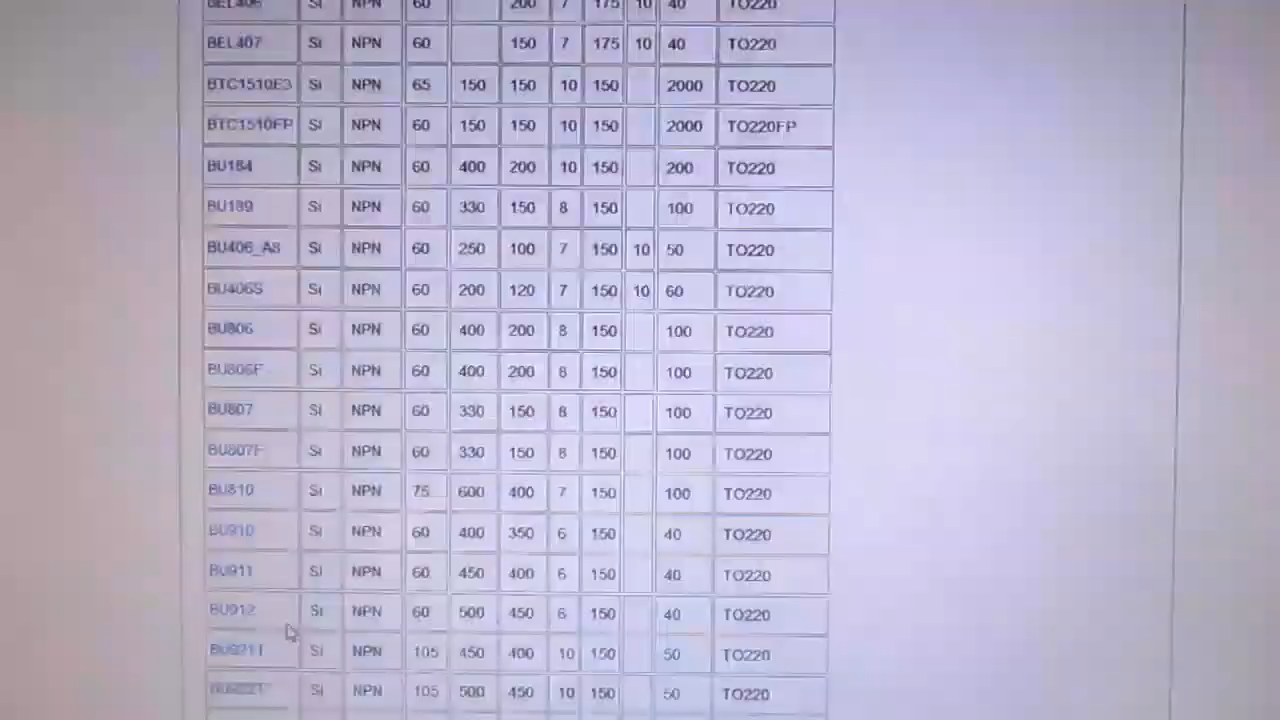 BEL406 Si NPN 60 200 7 175 10 40 TO220
BEL407 Si NPN 60 150 7 175 10 40 TO220
BTC1510E3 Si NPN 65 150 150 10 150 2000 TO220
BTC1510FP Si NPN 60 150 150 10 150 2000 TO220FP
BU184 Si NPN 60 400 200 10 150 200 TO220
BU189 Si NPN 60 330 150 8 150 100 TO220
BU406_A8 Si NPN 60 250 100 7 150 10 50 TO220
BU406S Si NPN 60 200 120 7 150 10 60 TO220
BU806 Si NPN 60 400 200 8 150 100 TO220
BU806F Si NPN 60 400 200 8 150 100 TO220
BU807 Si NPN 60 330 150 8 150 100 TO220
BU807F Si NPN 60 330 150 8 150 100 TO220
BU810 Si NPN 75 600 400 7 150 100 TO220
BU910 Si NPN 60 400 350 6 150 40 TO220
BU911 Si NPN 60 450 400 6 150 40 TO220
BU912 Si NPN 60 500 450 6 150 40 TO220
BU921T Si NPN 105 450 400 10 150 50 TO220
BU922T Si NPN 105 500 450 10 150 50 TO220